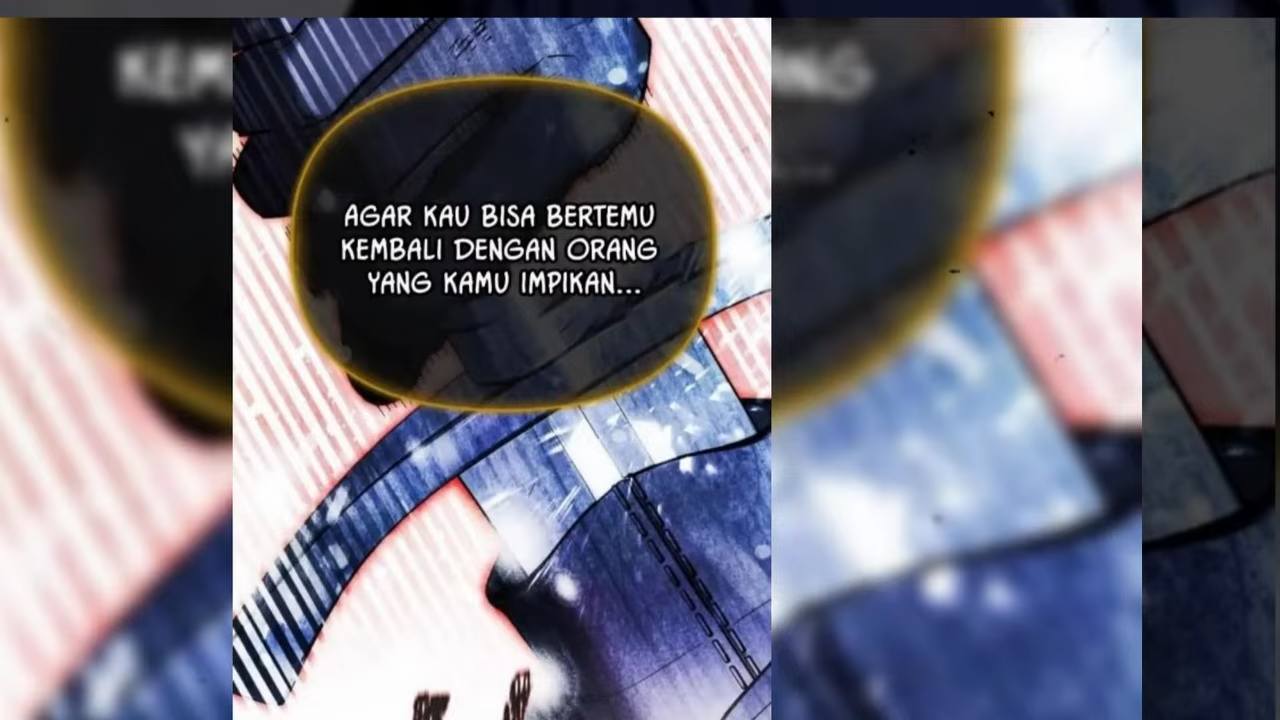 AGAR KAU BISA BERTEMU
KEMBALI DENGAN ORANG
YANG KAMU IMPIKAN...